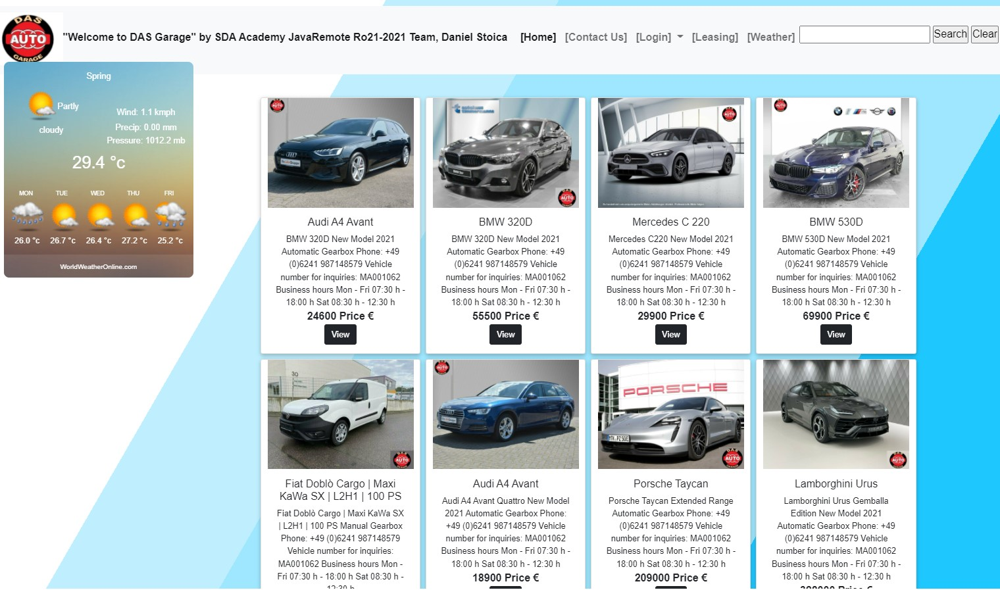 DAS
AUTO
GARAGE
"Welcome to DAS Garage" by SDA Academy JavaRemote Ro21-2021 Team, Daniel Stoica
[Home]
[Contact Us]
[Login]
[Leasing]
[Weather]
Search
Clear
Spring
Partly
cloudy
Wind: 1.1 kmph
Precip: 0.00 mm
Pressure: 1012.2 mb
29.4 °c
MON TUE WED THU FRI
26.0 °c 26.7 °c 26.4 °c 27.2 °c 25.2 °c
WorldWeatherOnline.com
AUTO
Audi A4 Avant
BMW 320D New Model 2021
Automatic Gearbox Phone: +49
(0)6241 987148579 Vehicle
number for inquiries: MA001062
Business hours Mon - Fri 07:30 h -
18:00 h Sat 08:30 h - 12:30 h
24600 Price €
View
AUTO
BMW 320D
BMW 320D New Model 2021
Automatic Gearbox Phone: +49
(0)6241 987148579 Vehicle
number for inquiries: MA001062
Business hours Mon - Fri 07:30 h -
18:00 h Sat 08:30 h - 12:30 h
55500 Price €
View
AUTO
Mercedes C 220
Mercedes C220 New Model 2021
Automatic Gearbox Phone: +49
(0)6241 987148579 Vehicle
number for inquiries: MA001062
Business hours Mon - Fri 07:30 h -
18:00 h Sat 08:30 h - 12:30 h
29900 Price €
View
AUTO
BMW 530D
BMW 530D New Model 2021
Automatic Gearbox Phone: +49
(0)6241 987148579 Vehicle
number for inquiries: MA001062
Business hours Mon - Fri 07:30 h -
18:00 h Sat 08:30 h - 12:30 h
69900 Price €
View
DAS
AUTO
Fiat Doblò Cargo | Maxi
KaWa SX | L2H1 | 100 PS
Fiat Doblò Cargo | Maxi KaWa SX
| L2H1 | 100 PS Manual Gearbox
Phone: +49 (0)6241 987148579
Vehicle number for inquiries:
MA001062 Business hours Mon -
Fri 07:30 h - 18:00 h Sat 08:30 h -
12:30 h
AUTO
Audi A4 Avant
Audi A4 Avant Quattro New Model
2021 Automatic Gearbox Phone:
+49 (0)6241 987148579 Vehicle
number for inquiries: MA001062
Business hours Mon - Fri 07:30 h -
18:00 h Sat 08:30 h - 12:30 h
18900 Price €
PORSCHE
DAS
AUTO
Porsche Taycan
Porsche Taycan Extended Range
Automatic Gearbox Phone: +49
(0)6241 987148579 Vehicle
number for inquiries: MA001062
Business hours Mon - Fri 07:30 h -
18:00 h Sat 08:30 h - 12:30 h
209000 Price €
AUTO
Lamborghini Urus
Lamborghini Urus Gemballa
Edition New Model 2021
Automatic Gearbox Phone: +49
(0)6241 987148579 Vehicle
number for inquiries: MA001062
Business hours Mon - Fri 07:30 h -
18:00 h Sat 08:30 h - 12:30 h
Price €